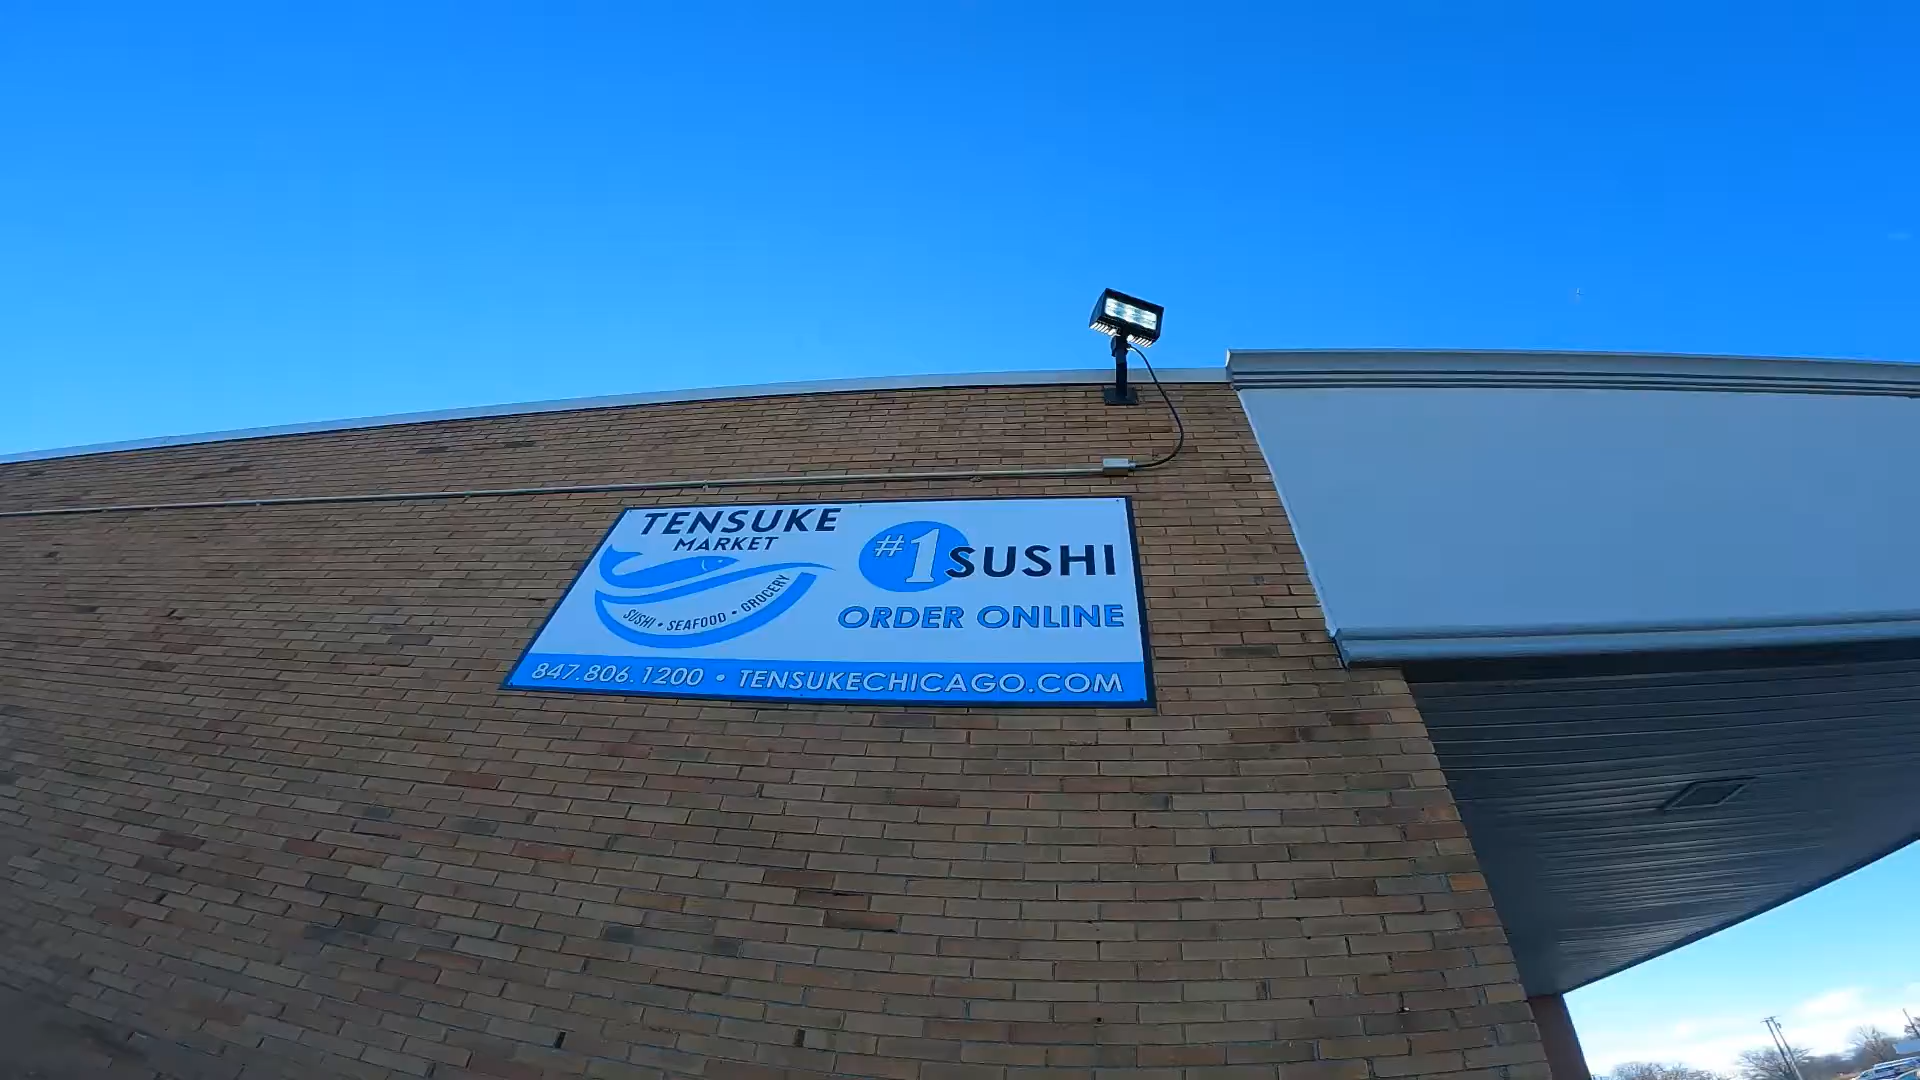 TENSUKE
MARKET
SUSHI • SEAFOOD • GROCERY
#1 SUSHI
ORDER ONLINE
847.806.1200 • TENSUKECHICAGO.COM